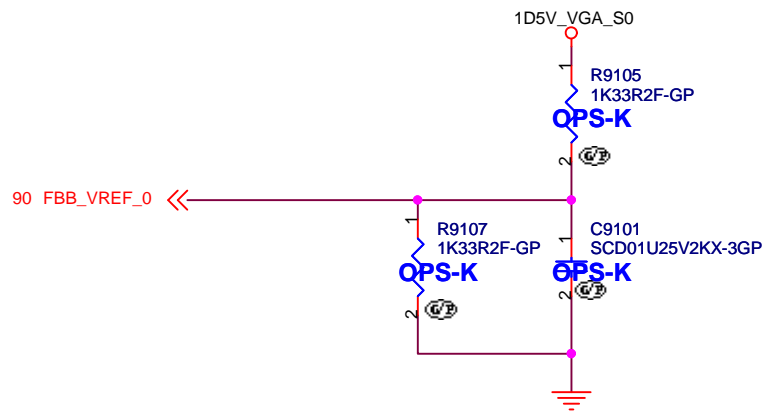 1D5V_VGA_S0
1
R9105
1K33R2F-GP
OPS-K
2
G/P
90 FBB_VREF_0
1
R9107
1K33R2F-GP
OPS-K
2
G/P
1
C9101
SCD01U25V2KX-3GP
OPS-K
2
G/P